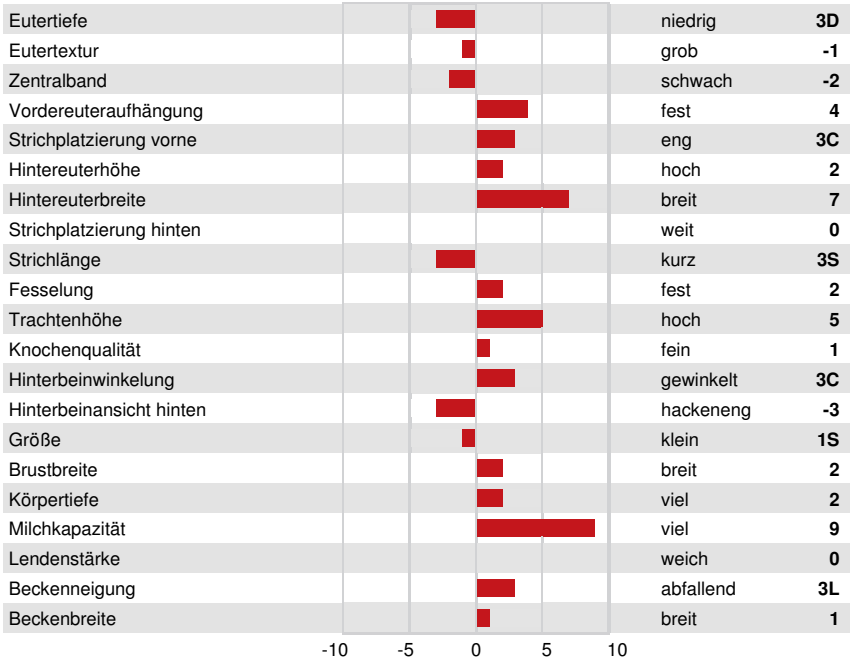 Eutertiefe niedrig 3D
Eutertextur grob -1
Zentralband schwach -2
Vordereuteraufhängung fest 4
Strichplatzierung vorne eng 3C
Hintereuterhöhe hoch 2
Hintereuterbreite breit 7
Strichplatzierung hinten weit 0
Strichlänge kurz 3S
Fesselung fest 2
Trachtenhöhe hoch 5
Knochenqualität fein 1
Hinterbeinwinkelung gewinkelt 3C
Hinterbeinansicht hinten hackeneng -3
Größe klein 1S
Brustbreite breit 2
Körpertiefe viel 2
Milchkapazität viel 9
Lendenstärke weich 0
Beckenneigung abfallend 3L
Beckenbreite breit 1
-10 -5 0 5 10